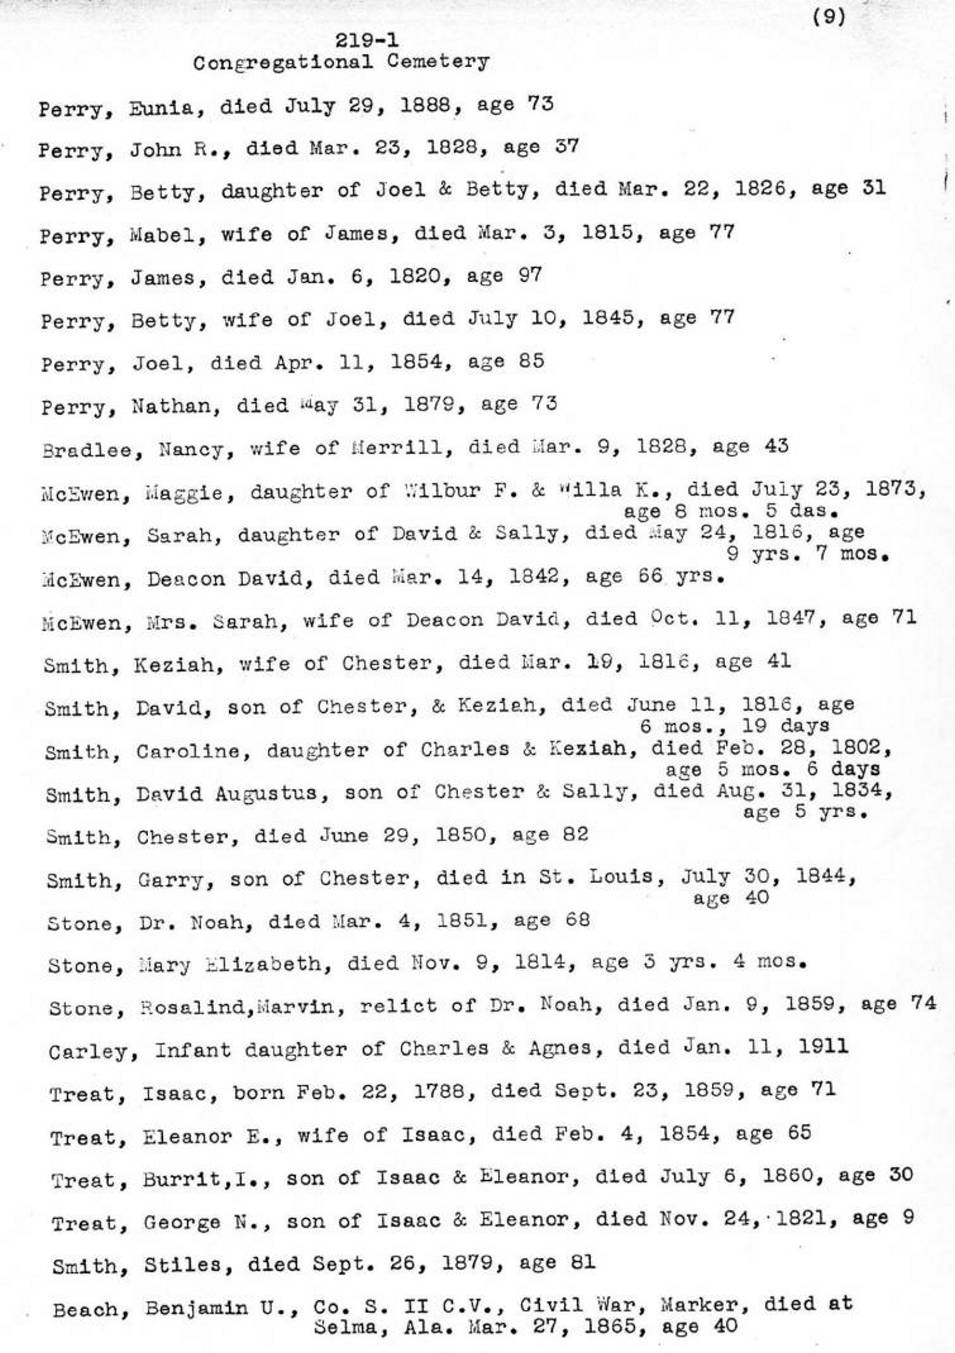 (9)
219-1
Congregational Cemetery
Perry, Eunia, died July 29, 1888, age 73
Perry, John R., died Mar. 23, 1828, age 37
Perry, Betty, daughter of Joel & Betty, died Mar. 22, 1826, age 31
Perry, Mabel, wife of James, died Mar. 3, 1815, age 77
Perry, James, died Jan. 6, 1820, age 97
Perry, Betty, wife of Joel, died July 10, 1845, age 77
Perry, Joel, died Apr. 11, 1854, age 85
Perry, Nathan, died May 31, 1879, age 73
Bradlee, Nancy, wife of Merrill, died Mar. 9, 1828, age 43
McEwen, Maggie, daughter of Wilbur F. & Willa K., died July 23, 1873,
age 8 mos. 5 das.
McEwen, Sarah, daughter of David & Sally, died May 24, 1816, age
9 yrs. 7 mos.
McEwen, Deacon David, died Mar. 14, 1842, age 66 yrs.
McEwen, Mrs. Sarah, wife of Deacon David, died Oct. 11, 1847, age 71
Smith, Keziah, wife of Chester, died Mar. 19, 1816, age 41
Smith, David, son of Chester, & Keziah, died June 11, 1816, age
6 mos., 19 days
Smith, Caroline, daughter of Charles & Keziah, died Feb. 28, 1802,
age 5 mos. 6 days
Smith, David Augustus, son of Chester & Sally, died Aug. 31, 1834,
age 5 yrs.
Smith, Chester, died June 29, 1850, age 82
Smith, Garry, son of Chester, died in St. Louis, July 30, 1844,
age 40
Stone, Dr. Noah, died Mar. 4, 1851, age 68
Stone, Mary Elizabeth, died Nov. 9, 1814, age 3 yrs. 4 mos.
Stone, Rosalind,Marvin, relict of Dr. Noah, died Jan. 9, 1859, age 74
Carley, Infant daughter of Charles & Agnes, died Jan. 11, 1911
Treat, Isaac, born Feb. 22, 1788, died Sept. 23, 1859, age 71
Treat, Eleanor E., wife of Isaac, died Feb. 4, 1854, age 65
Treat, Burrit,I., son of Isaac & Eleanor, died July 6, 1860, age 30
Treat, George N., son of Isaac & Eleanor, died Nov. 24, 1821, age 9
Smith, Stiles, died Sept. 26, 1879, age 81
Beach, Benjamin U., Co. S. II C.V., Civil War, Marker, died at
Selma, Ala. Mar. 27, 1865, age 40